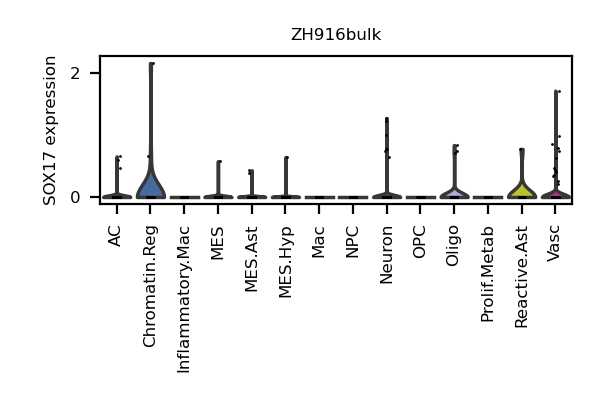 ZH916bulk
SOX17 expression
2
0
AC
Chromatin.Reg
Inflammatory.Mac
MES
MES.Ast
MES.Hyp
Mac
NPC
Neuron
OPC
Oligo
Prolif.Metab
Reactive.Ast
Vasc